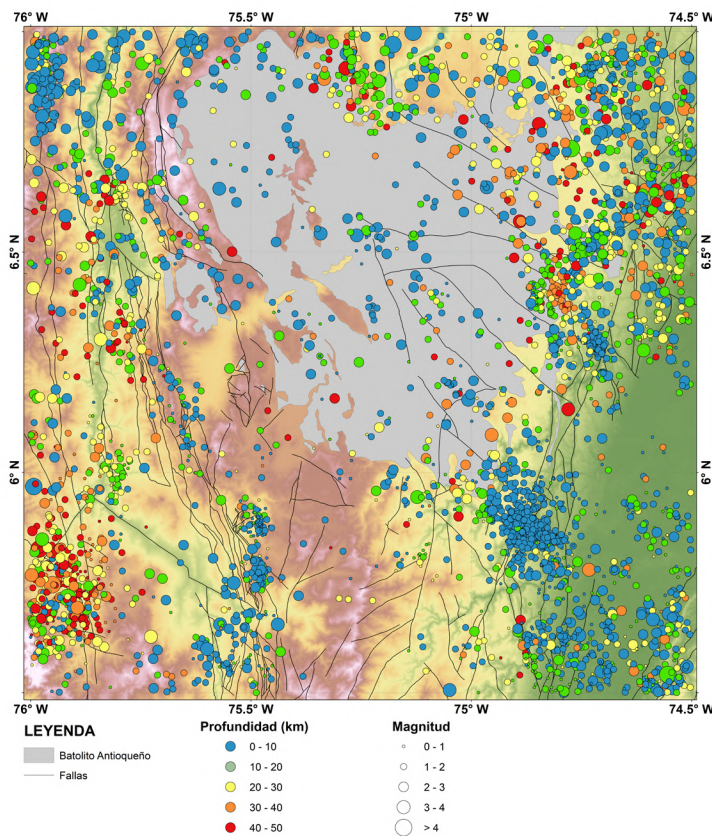 76° W 75.5° W 75° W 74.5° W
6.5° N 6.5° N
6° N 6° N
76° W 75.5° W 75° W 74.5° W
LEYENDA
Batolito Antioqueño
Fallas
Profundidad (km)
0 - 10
10 - 20
20 - 30
30 - 40
40 - 50
Magnitud
0 - 1
1 - 2
2 - 3
3 - 4
> 4